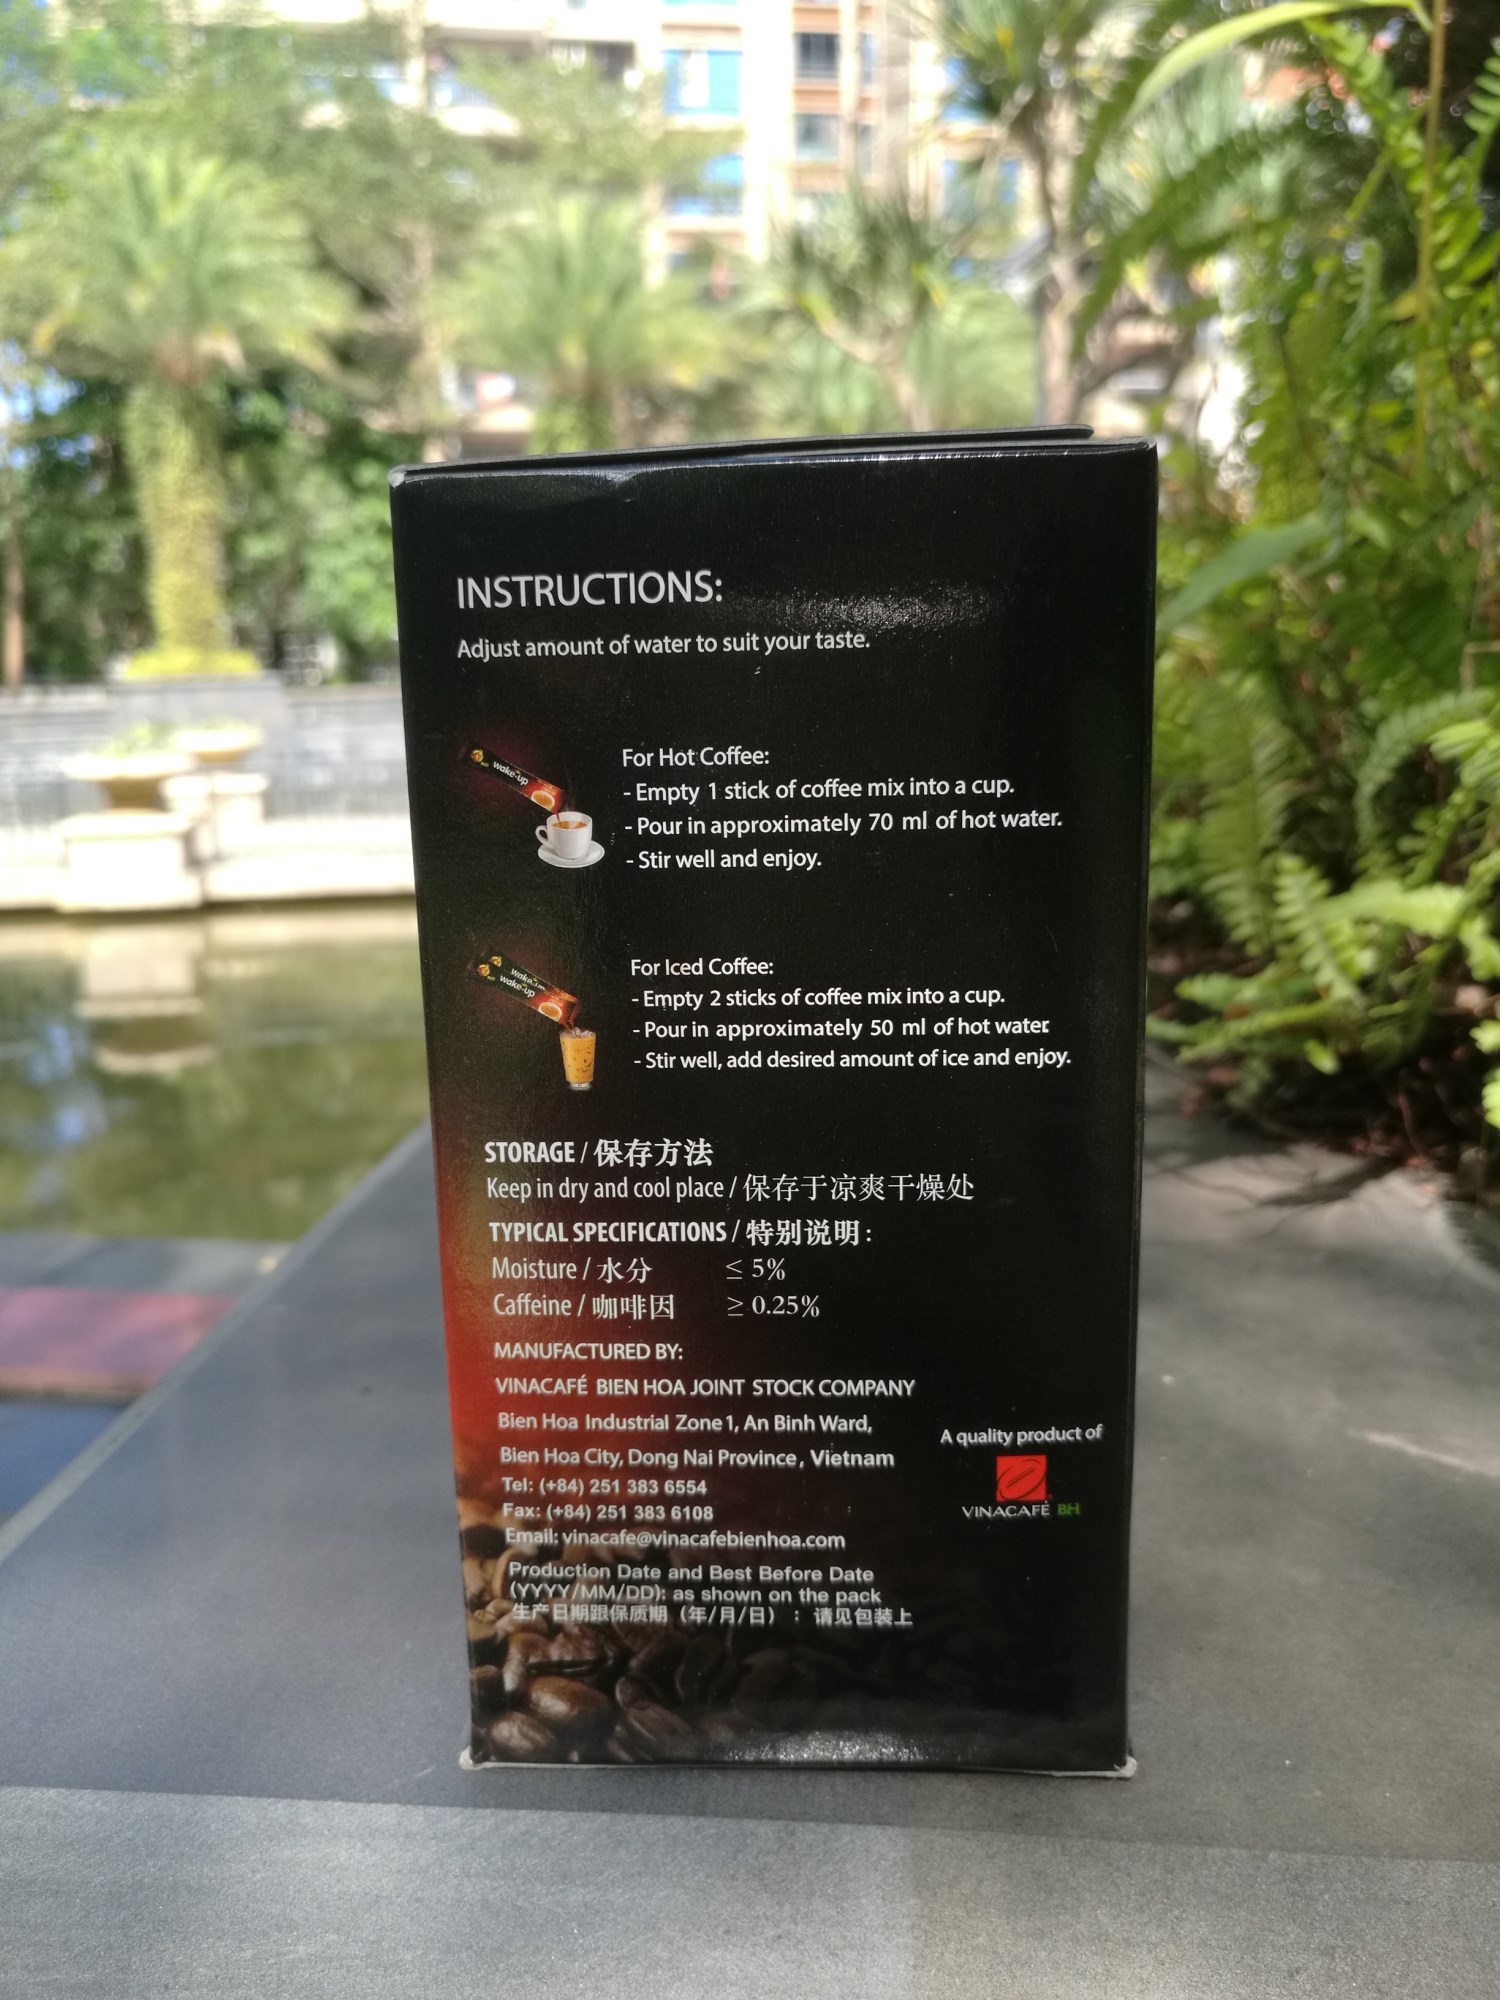 INSTRUCTIONS:
Adjust amount of water to suit your taste.
wake-up
For Hot Coffee:
- Empty 1 stick of coffee mix into a cup.
- Pour in approximately 70 ml of hot water.
- Stir well and enjoy.
wake-up
wake-up
For Iced Coffee:
- Empty 2 sticks of coffee mix into a cup.
- Pour in approximately 50 ml of hot water
- Stir well, add desired amount of ice and enjoy.
STORAGE / 保存方法
Keep in dry and cool place / 保存于凉爽干燥处
TYPICAL SPECIFICATIONS / 特别说明：
Moisture / 水分 ≤ 5%
Caffeine / 咖啡因 ≥ 0.25%
MANUFACTURED BY:
VINACAFÉ BIEN HOA JOINT STOCK COMPANY
Bien Hoa Industrial Zone 1, An Binh Ward,
Bien Hoa City, Dong Nai Province, Vietnam
Tel: (+84) 251 383 6554
Fax: (+84) 251 383 6108
Email: vinacafe@vinacafebienhoa.com
A quality product of
VINACAFÉ BH
Production Date and Best Before Date
(YYYY/MM/DD): as shown on the pack
生产日期跟保质期（年/月/日）：请见包装上